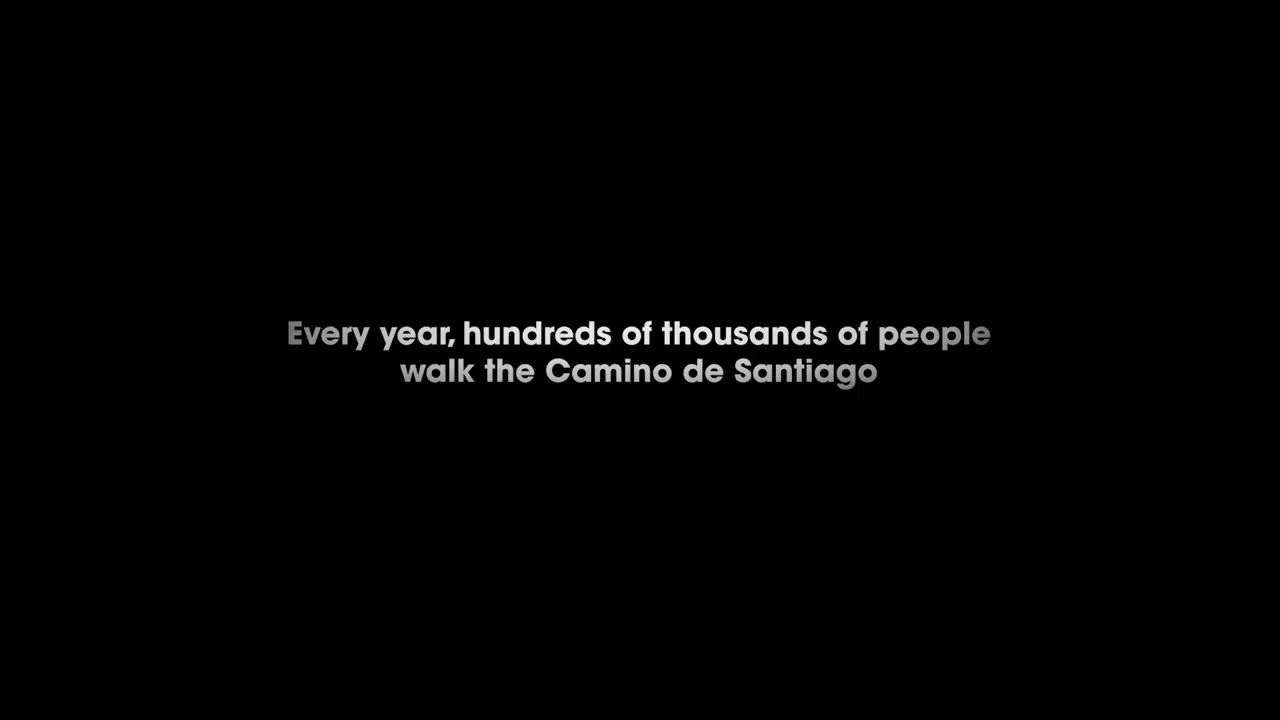 Every year, hundreds of thousands of people
walk the Camino de Santiago